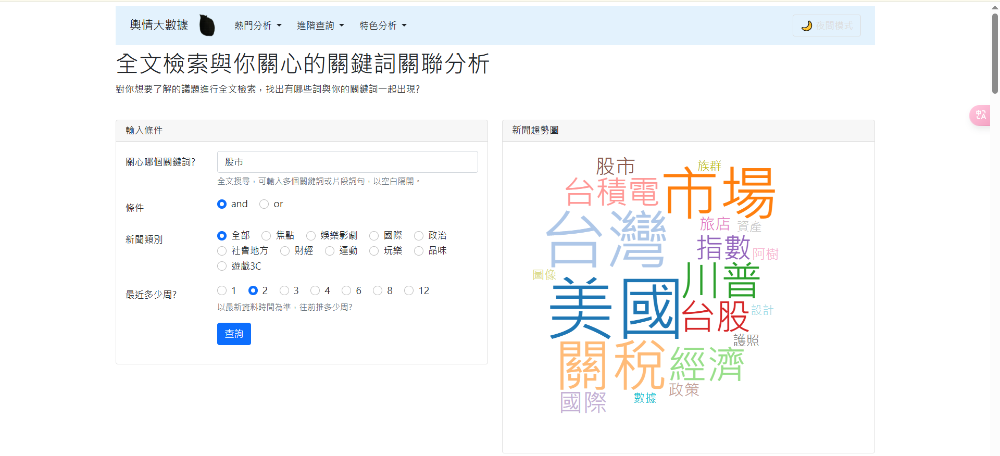 輿情大數據
熱門分析
進階查詢
特色分析
🌙 夜間模式
全文檢索與你關心的關鍵詞關聯分析
對你想要了解的議題進行全文檢索，找出有哪些詞與你的關鍵詞一起出現?
輸入條件
關心哪個關鍵詞?
股市
全文搜尋，可輸入多個關鍵詞或片段詞句，以空白隔開。
條件
and or
新聞類別
全部 焦點 娛樂影劇 國際 政治
社會地方 財經 運動 玩樂 品味
遊戲3C
最近多少周?
1 2 3 4 6 8 12
以最新資料時間為準，往前推多少周?
查詢
新聞趨勢圖
股市
族群
市場
台積電
台灣
旅店
資產
指數
阿樹
圖像
川普
美國
台股
設計
護照
關稅
經濟
政策
國際
數據
中A